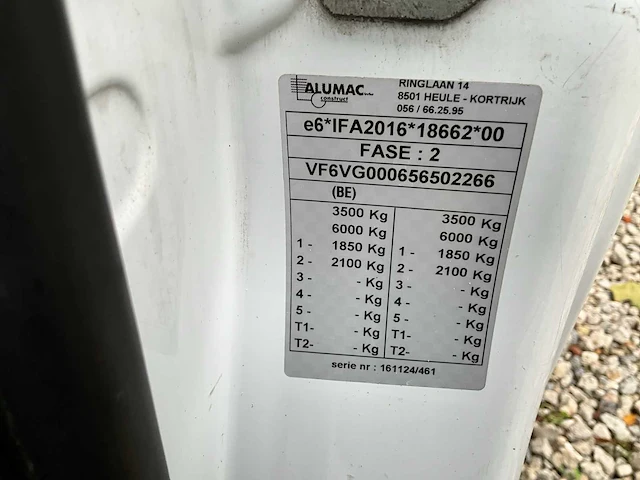 ALUMAC
construct
RINGLAAN 14
8501 HEULE - KORTRIJK
056 / 66.25.95
e6*IFA2016*18662*00
FASE : 2
VF6VG000656502266
(BE)
3500 Kg 3500 Kg
6000 Kg 6000 Kg
1 - 1850 Kg 1 - 1850 Kg
2 - 2100 Kg 2 - 2100 Kg
3 - - Kg 3 - - Kg
4 - - Kg 4 - - Kg
5 - - Kg 5 - - Kg
T1- - Kg T1- - Kg
T2- - Kg T2- - Kg
serie nr : 161124/461